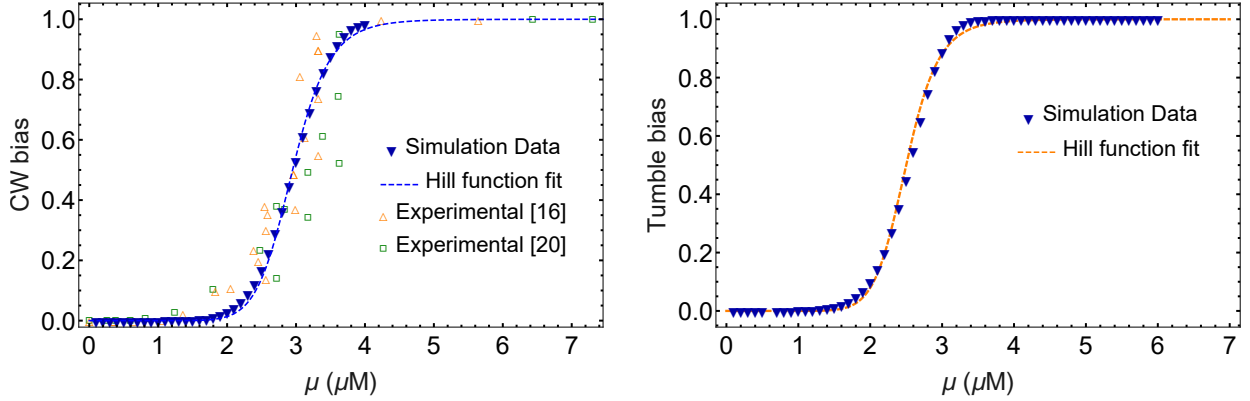 CW bias
1.0
0.8
0.6
0.4
0.2
0.0
Simulation Data
Hill function fit
Experimental [16]
Experimental [20]
0 1 2 3 4 5 6 7
μ (μM)
Tumble bias
1.0
0.8
0.6
0.4
0.2
0.0
Simulation Data
Hill function fit
0 1 2 3 4 5 6 7
μ (μM)